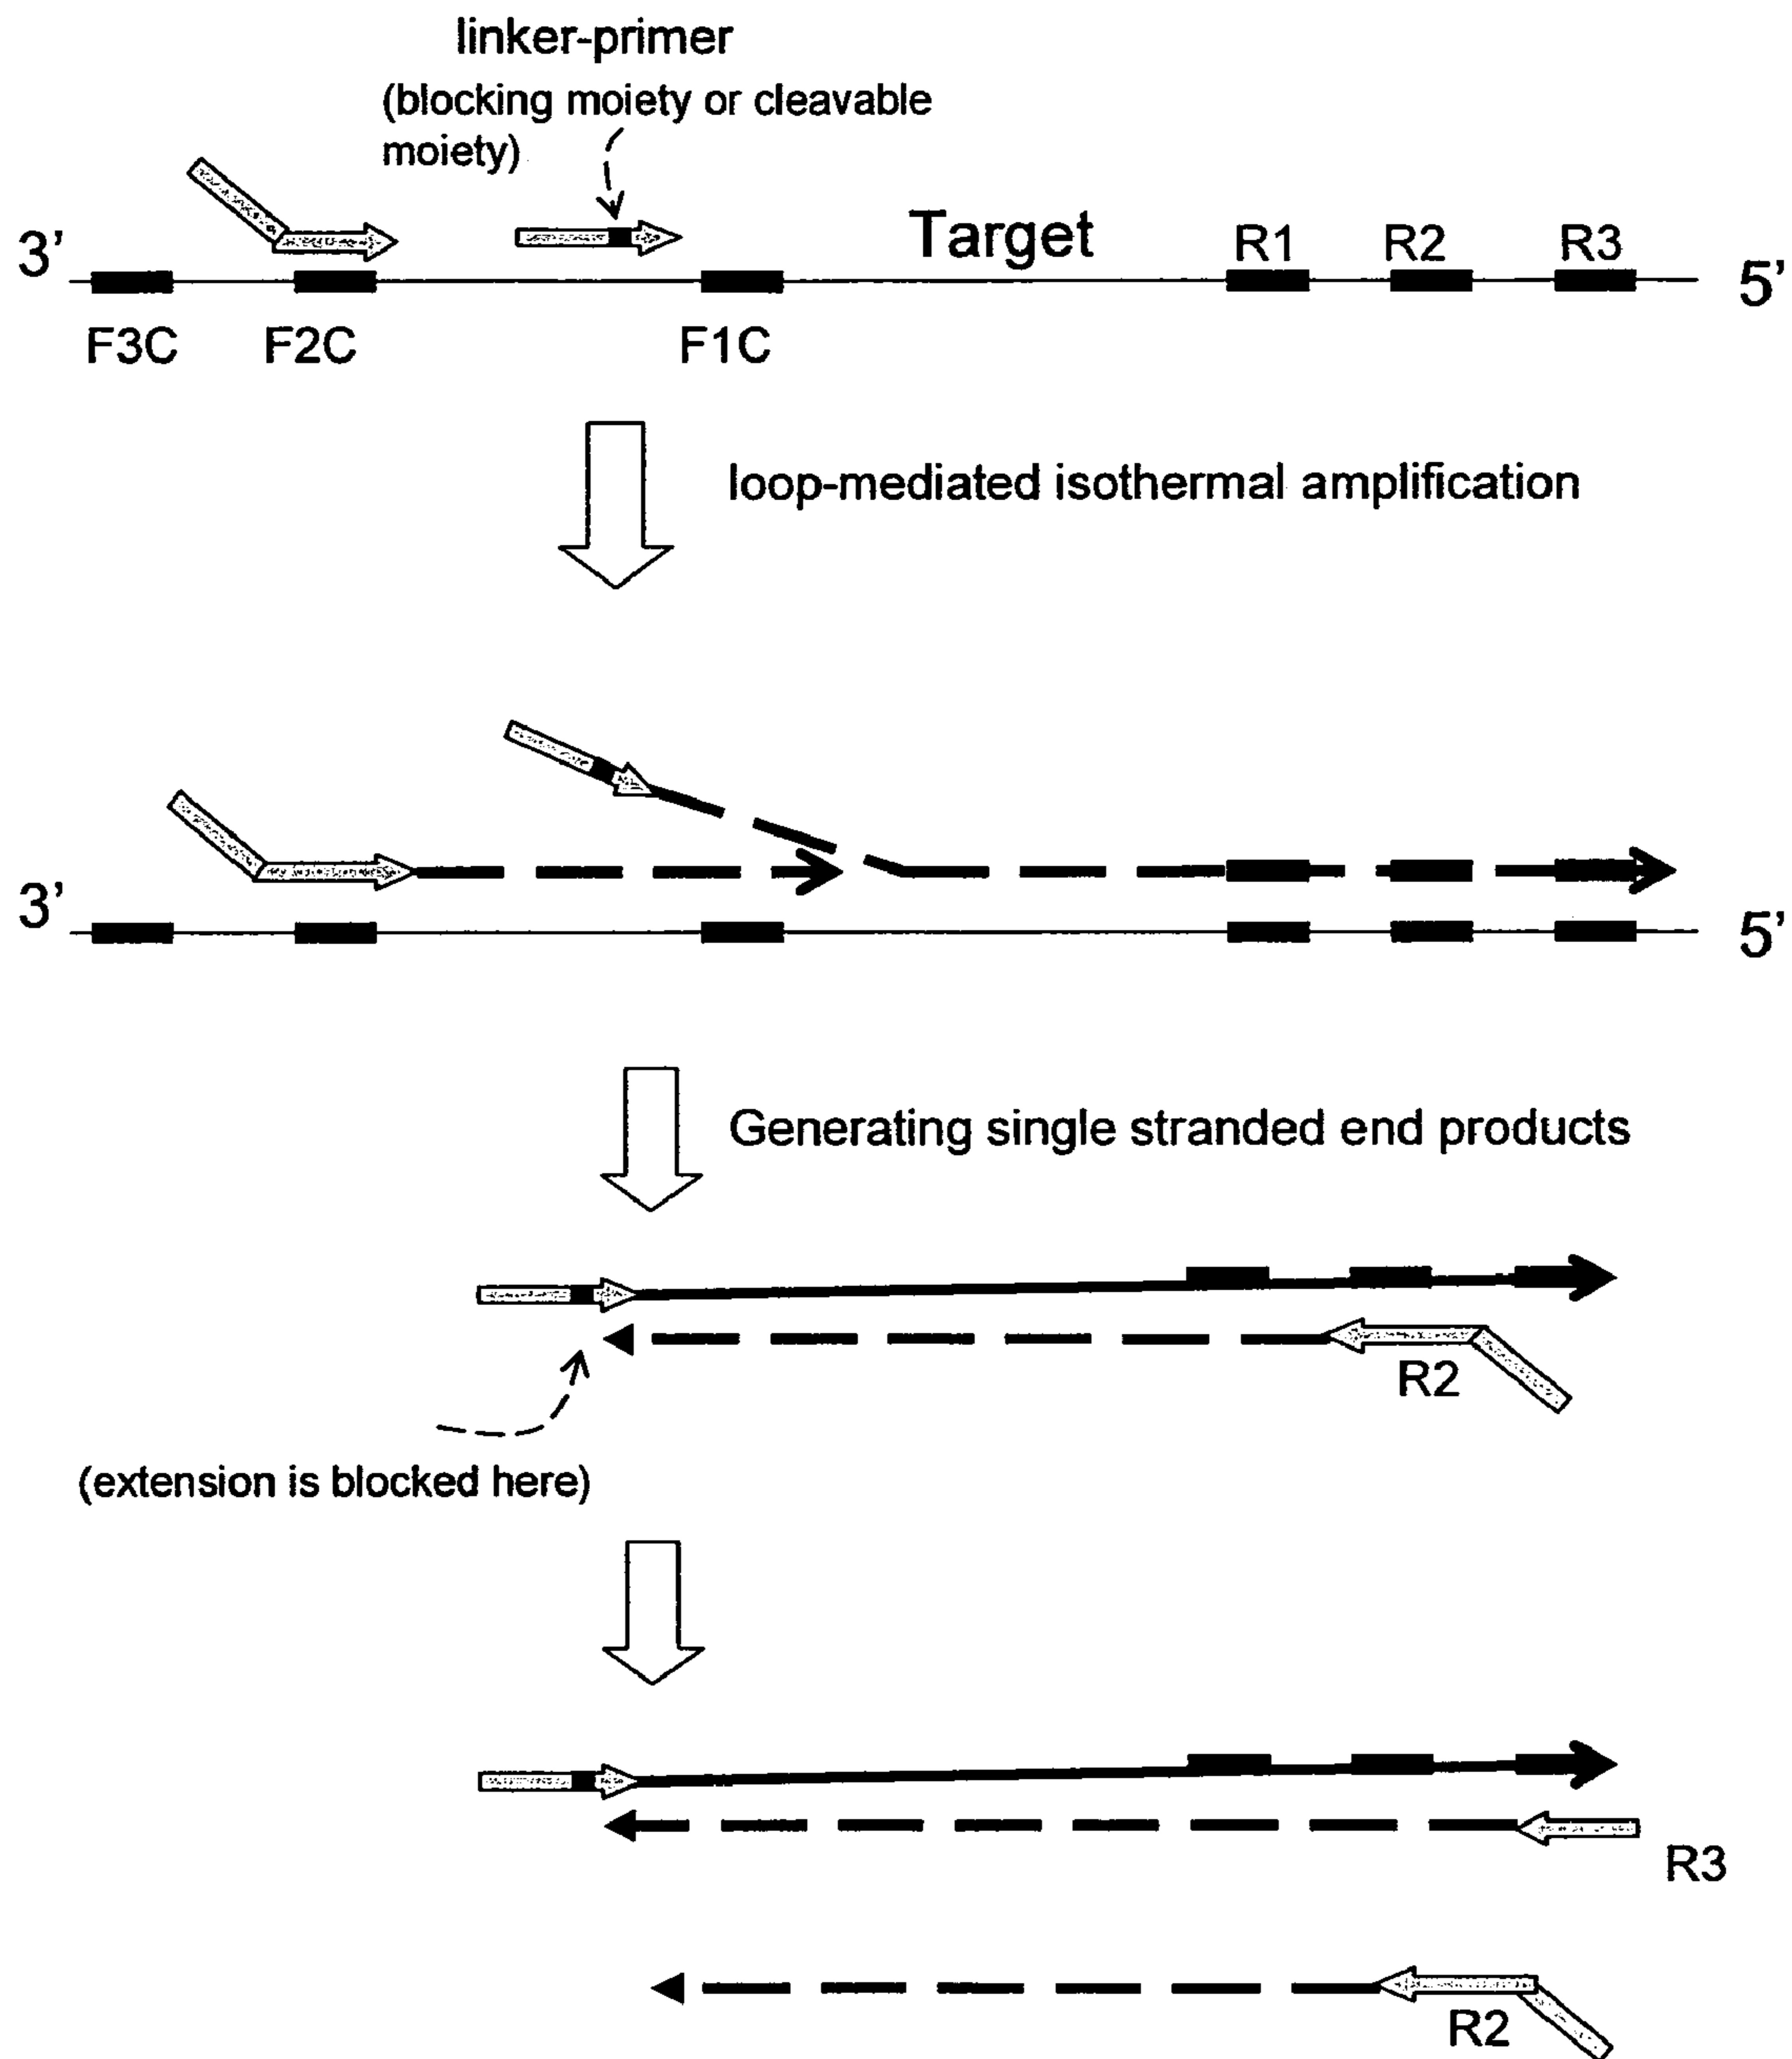 linker-primer
(blocking moiety or cleavable
moiety)
3’
Target
R1
R2
R3
5’
F3C
F2C
F1C
loop-mediated isothermal amplification
3’
5’
Generating single stranded end products
R2
(extension is blocked here)
R3
R2